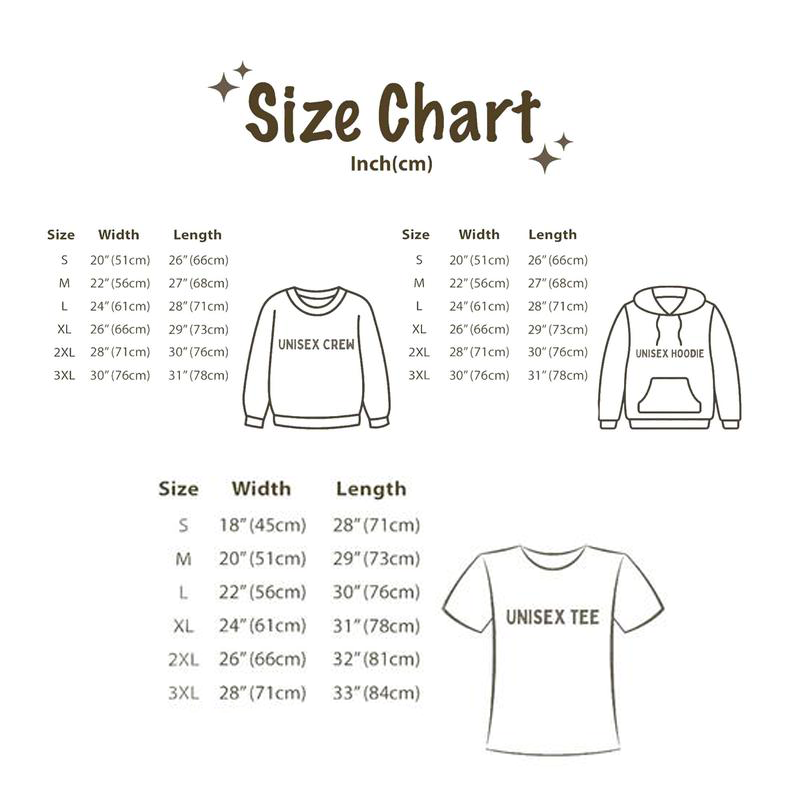 Size Chart
Inch(cm)
Size Width Length
S 20”(51cm) 26”(66cm)
M 22”(56cm) 27”(68cm)
L 24”(61cm) 28”(71cm)
XL 26”(66cm) 29”(73cm)
2XL 28”(71cm) 30”(76cm)
3XL 30”(76cm) 31”(78cm)
UNISEX CREW
Size Width Length
S 20”(51cm) 26”(66cm)
M 22”(56cm) 27”(68cm)
L 24”(61cm) 28”(71cm)
XL 26”(66cm) 29”(73cm)
2XL 28”(71cm) 30”(76cm)
3XL 30”(76cm) 31”(78cm)
UNISEX HOODIE
Size Width Length
S 18”(45cm) 28”(71cm)
M 20”(51cm) 29”(73cm)
L 22”(56cm) 30”(76cm)
XL 24”(61cm) 31”(78cm)
2XL 26”(66cm) 32”(81cm)
3XL 28”(71cm) 33”(84cm)
UNISEX TEE